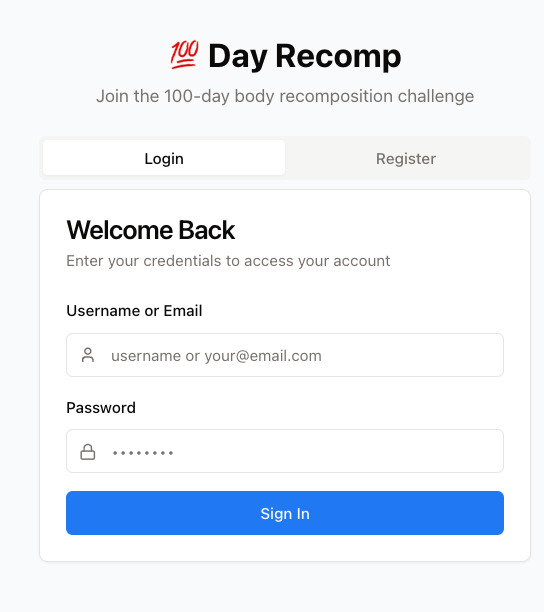 💯 Day Recomp
Join the 100-day body recomposition challenge
Login
Register
Welcome Back
Enter your credentials to access your account
Username or Email
username or your@email.com
Password
••••••••
Sign In